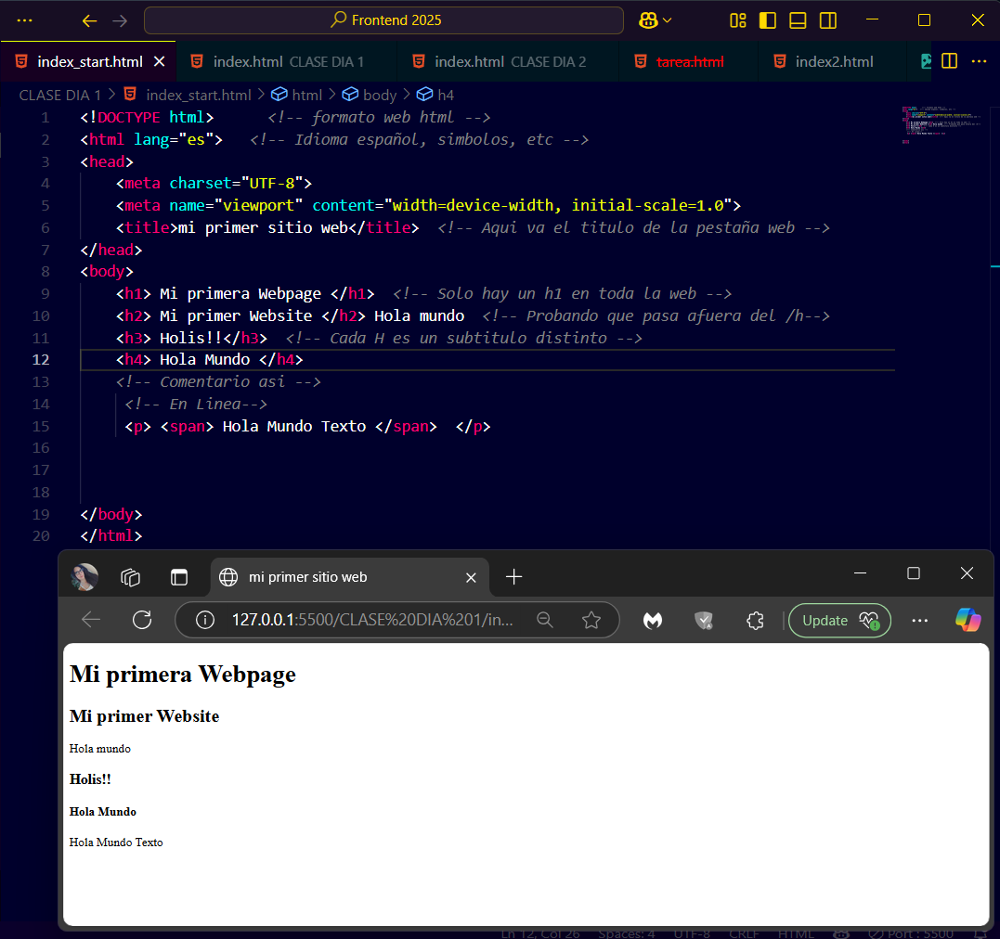 Frontend 2025
index_start.html index.html CLASE DIA 1 index.html CLASE DIA 2 tarea.html index2.html
CLASE DIA 1 > index_start.html > html > body > h4
1 <!DOCTYPE html> <!-- formato web html -->
2 <html lang="es"> <!-- Idioma español, simbolos, etc -->
3 <head>
4 <meta charset="UTF-8">
5 <meta name="viewport" content="width=device-width, initial-scale=1.0">
6 <title>mi primer sitio web</title> <!-- Aqui va el titulo de la pestaña web -->
7 </head>
8 <body>
9 <h1> Mi primera Webpage </h1> <!-- Solo hay un h1 en toda la web -->
10 <h2> Mi primer Website </h2> Hola mundo <!-- Probando que pasa afuera del /h-->
11 <h3> Holis!!</h3> <!-- Cada H es un subtitulo distinto -->
12 <h4> Hola Mundo </h4>
13 <!-- Comentario asi -->
14 <!-- En Linea-->
15 <p> <span> Hola Mundo Texto </span> </p>
16
17
18
19 </body>
20 </html>
mi primer sitio web
127.0.0.1:5500/CLASE%20DIA%201/in... Update
Mi primera Webpage
Mi primer Website
Hola mundo
Holis!!
Hola Mundo
Hola Mundo Texto
Ln 12, Col 26 Spaces: 4 UTF-8 CRLF HTML Port : 5500